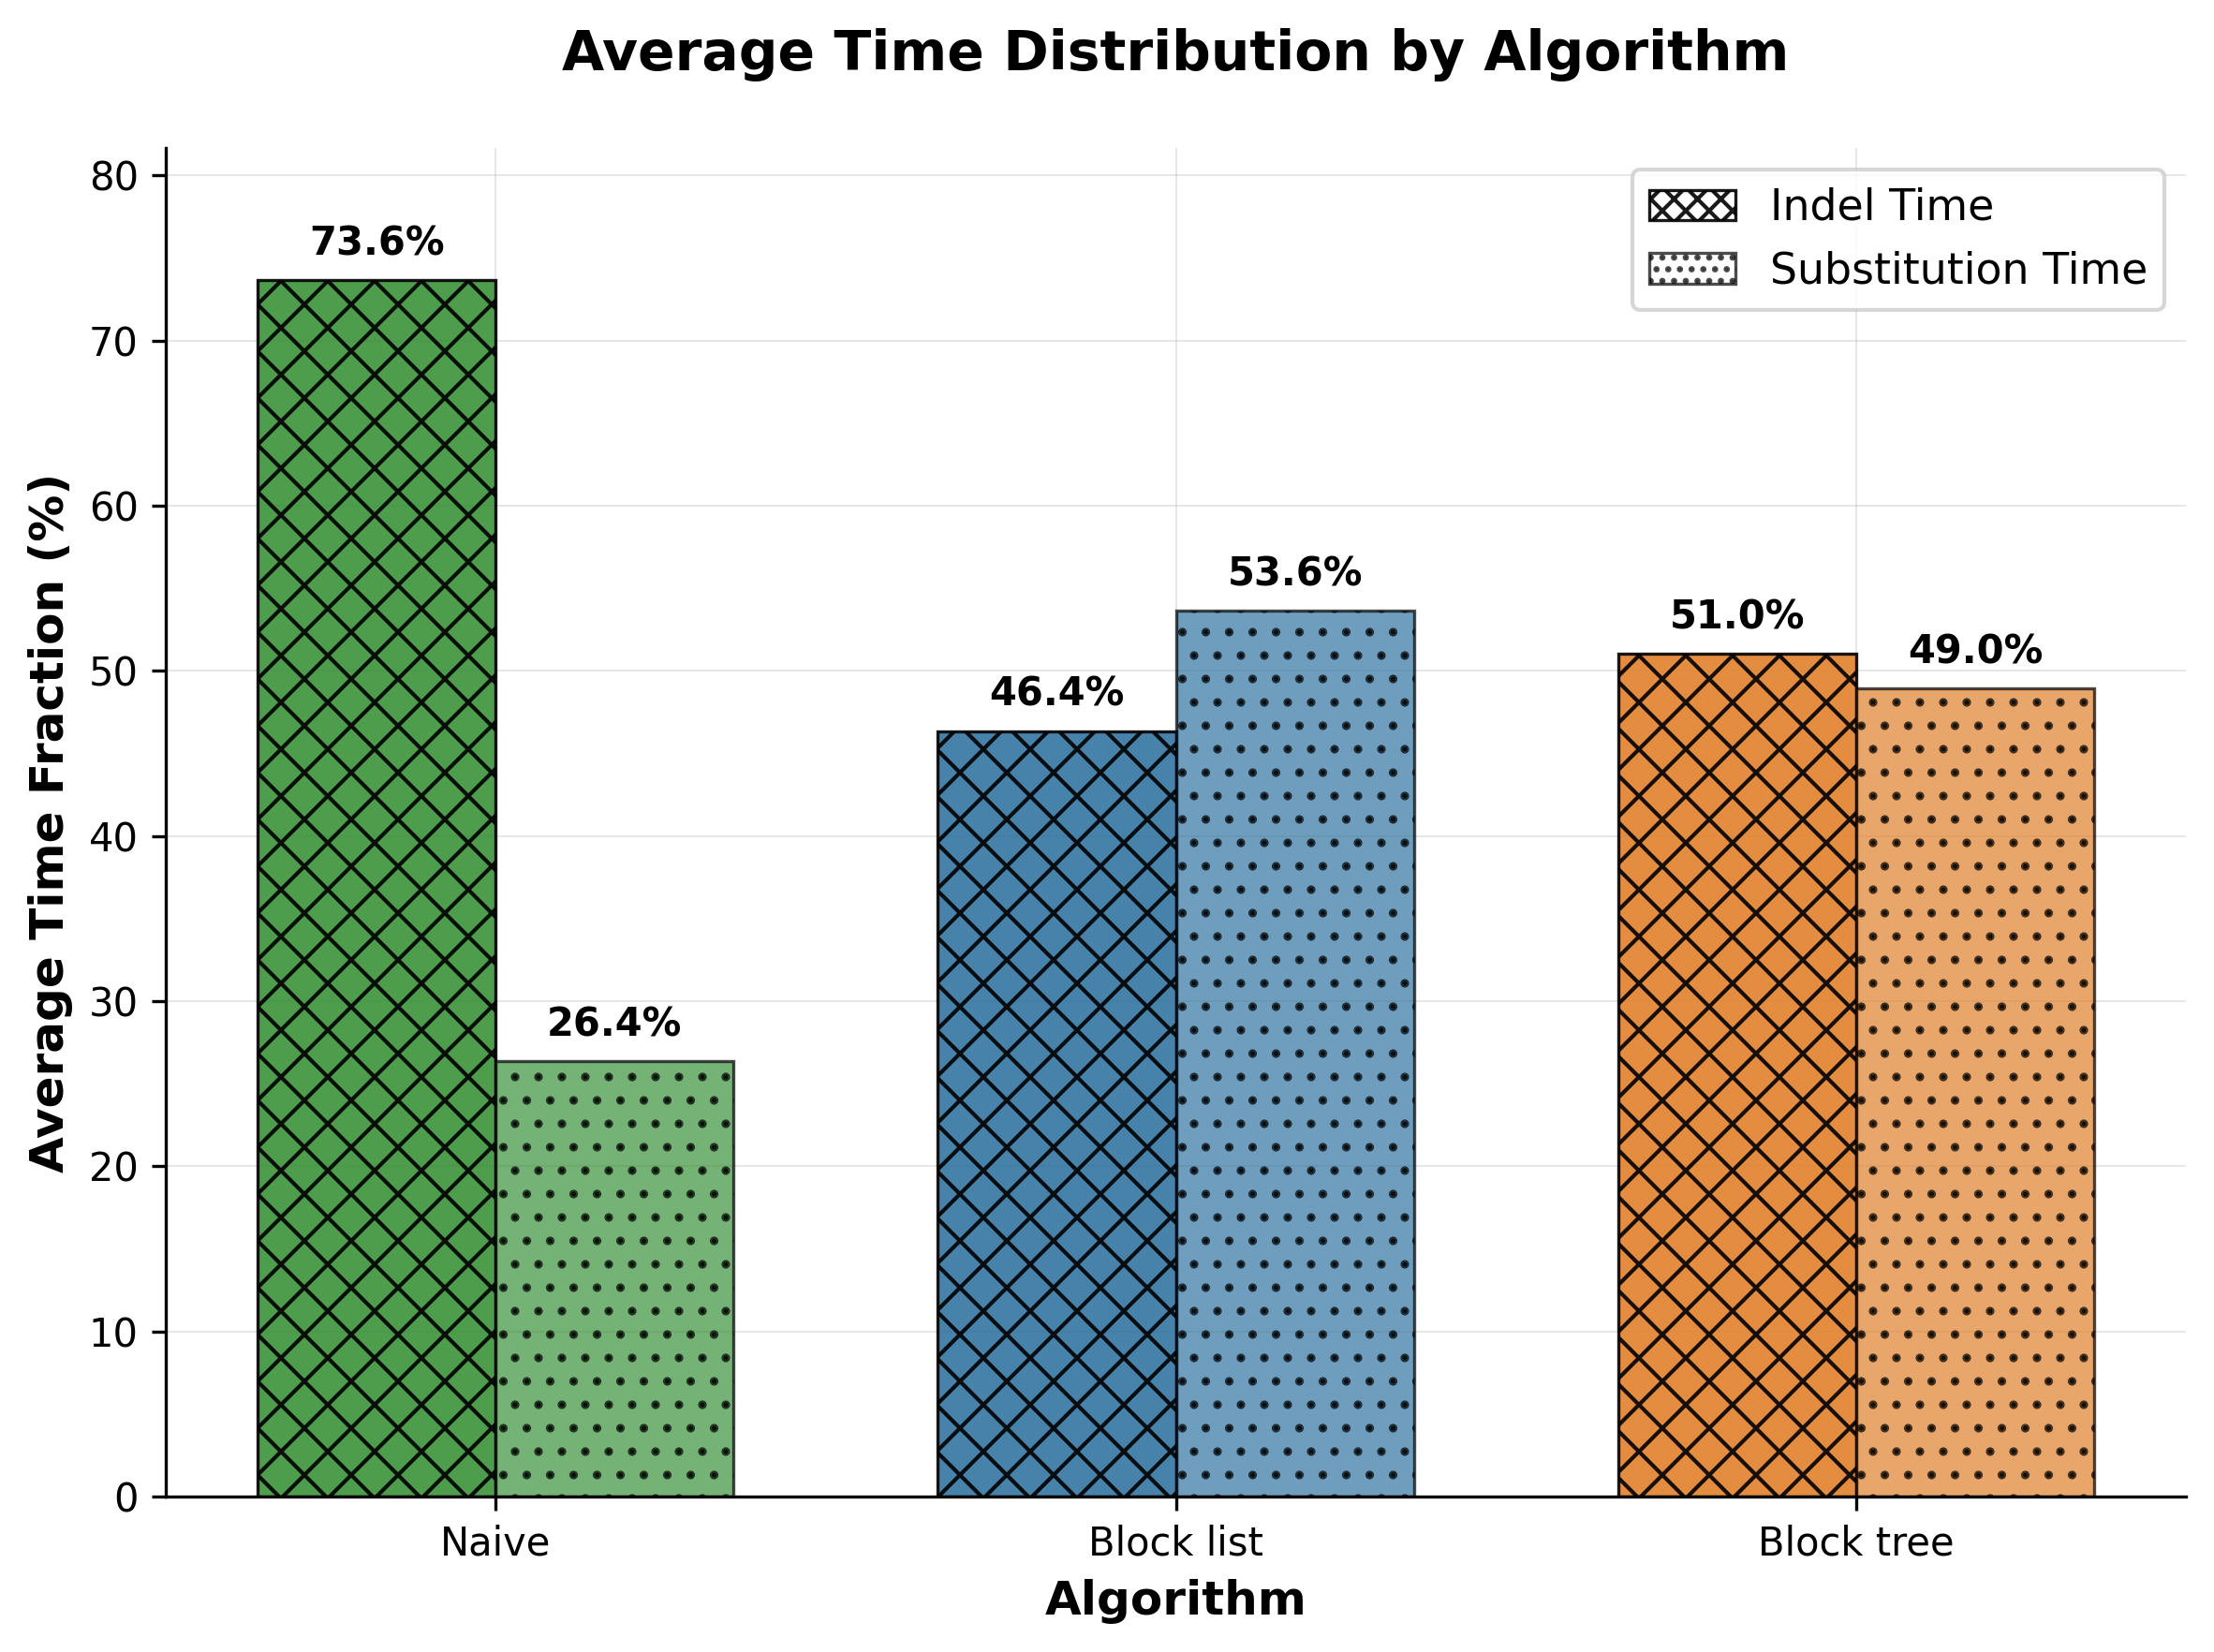 Average Time Distribution by Algorithm
Average Time Fraction (%)
80
70
60
50
40
30
20
10
0
Indel Time
Substitution Time
73.6%
26.4%
46.4%
53.6%
51.0%
49.0%
Naive
Block list
Block tree
Algorithm